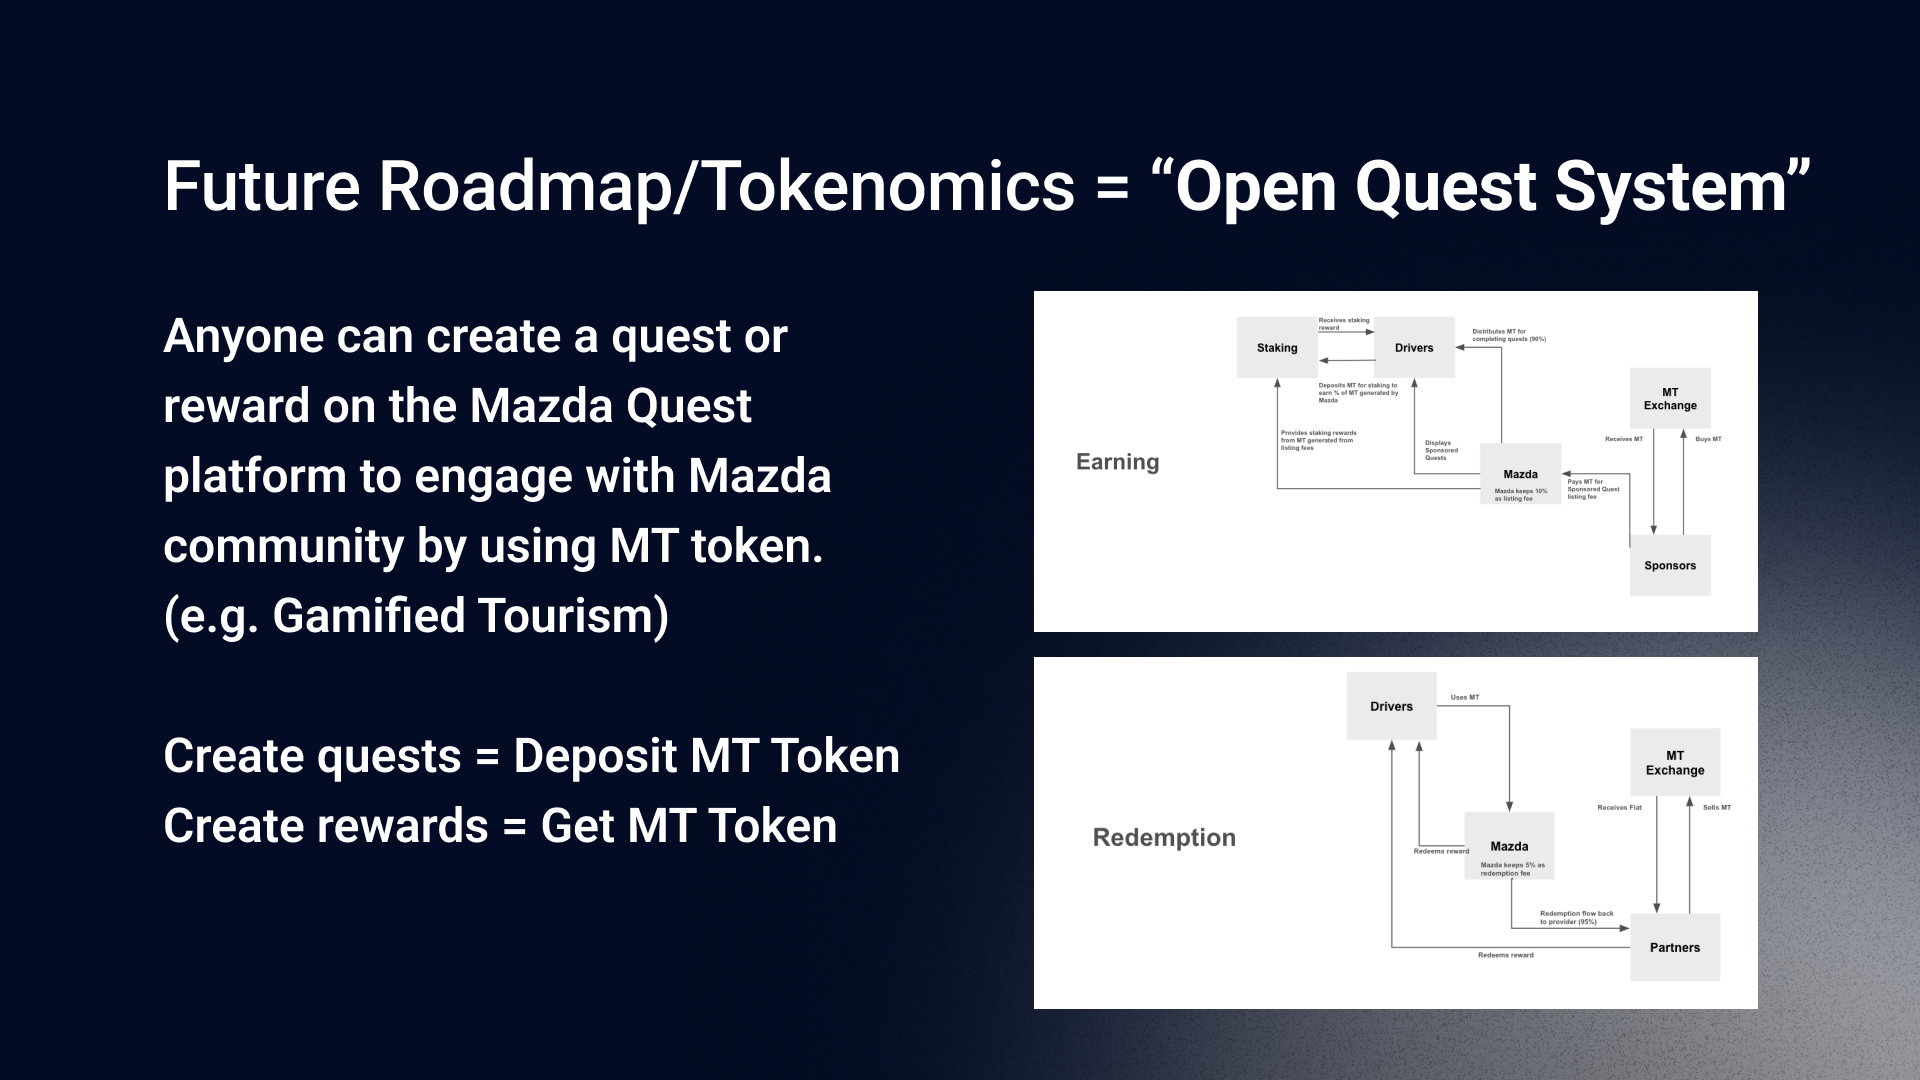 Future Roadmap/Tokenomics = “Open Quest System”
Anyone can create a quest or
reward on the Mazda Quest
platform to engage with Mazda
community by using MT token.
(e.g. Gamified Tourism)
Create quests = Deposit MT Token
Create rewards = Get MT Token
Earning
Staking
Receives staking
reward
Drivers
Deposits MT for staking to
earn % of MT generated by
Mazda
Distributes MT for
completing quests (90%)
Provides staking rewards
from MT generated from
listing fees
Displays
Sponsored
Quests
Mazda
Mazda keeps 10%
as listing fee
Pays MT for
Sponsored Quest
listing fee
MT
Exchange
Receives MT
Buys MT
Sponsors
Redemption
Drivers
Uses MT
Redeems reward
Mazda
Mazda keeps 5% as
redemption fee
MT
Exchange
Receives Fiat
Sells MT
Redemption flow back
to provider (95%)
Partners
Redeems reward